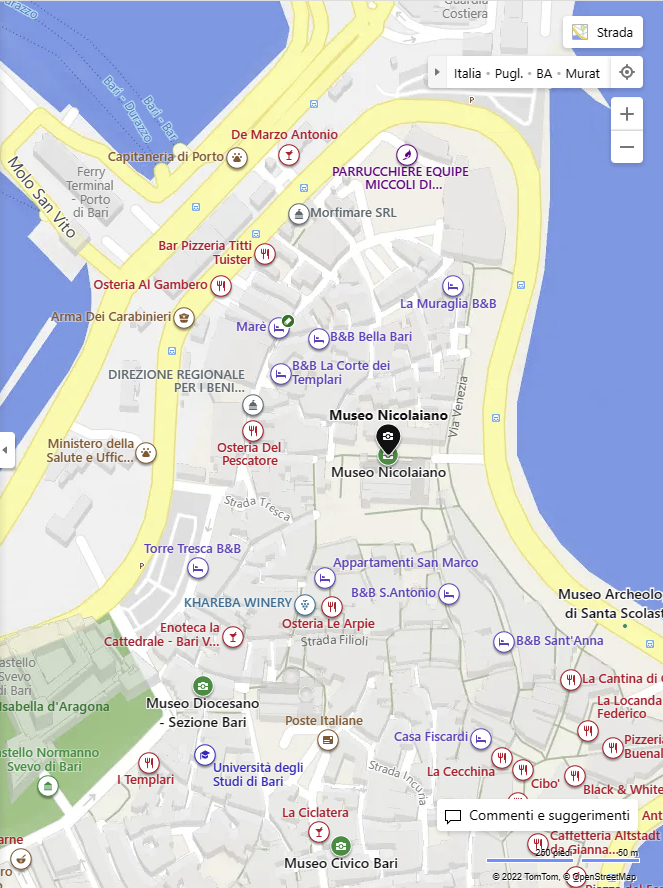 Durazzo
Guardia
Costiera
Strada
Italia • Pugl. • BA • Murat
P
Bari - Durazzo
Bari - Bar
De Marzo Antonio
Capitaneria di Porto
Molo San Vito
Ferry
Terminal
- Porto
di Bari
PARRUCCHIERE EQUIPE
MICCOLI DI...
Morfimare SRL
Bar Pizzeria Titti
Tuister
Osteria Al Gambero
La Muraglia B&B
Arma Dei Carabinieri
Marè
B&B Bella Bari
B&B La Corte dei
Templari
DIREZIONE REGIONALE
PER I BENI...
Via Venezia
Museo Nicolaiano
Museo Nicolaiano
Osteria Del
Pescatore
Ministero della
Salute e Uffic...
Strada Tresca
Torre Tresca B&B
P
Appartamenti San Marco
B&B S.Antonio
KHAREBA WINERY
Osteria Le Arpie
Museo Archeolo
di Santa Scolast
Enoteca la
Cattedrale - Bari V...
Strada Filioli
B&B Sant'Anna
astello
Svevo
di Bari
Isabella d'Aragona
Museo Diocesano
- Sezione Bari
La Cantina di C
La Locanda
Federico
Poste Italiane
Casa Fiscardi
Pizzeria
Buenal
astello Normanno
Svevo di Bari
I Templari
Università degli
Studi di Bari
Strada Incuria
La Cecchina
Cibo'
Black & White
La Ciclatera
Commenti e suggerimenti
Ant
Museo Civico Bari
Caffetteria Altstadt
da Gianna...
arne
ro
250 piedi
50 m
© 2022 TomTom, © OpenStreetMap